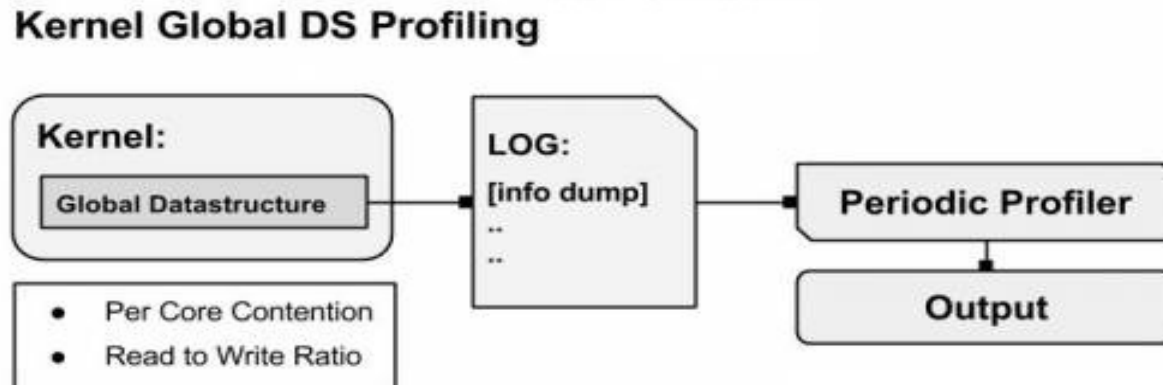 Kernel Global DS Profiling
Kernel:
Global Datastructure
LOG:
[info dump]
..
..
Periodic Profiler
Output
● Per Core Contention
● Read to Write Ratio